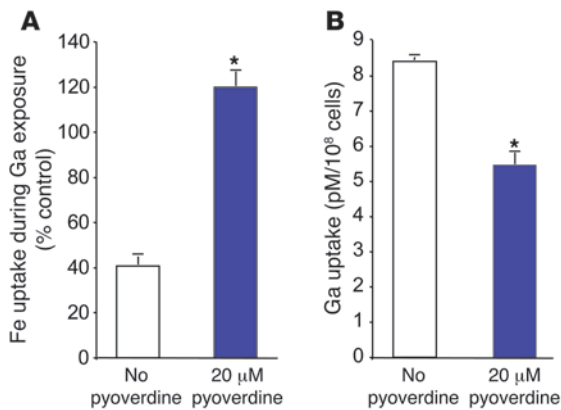 A
Fe uptake during Ga exposure
(% control)
140
120
100
80
60
40
20
0
*
No
pyoverdine
20 µM
pyoverdine
B
Ga uptake (pM/10⁸ cells)
9
8
7
6
5
4
3
2
1
0
*
No
pyoverdine
20 µM
pyoverdine